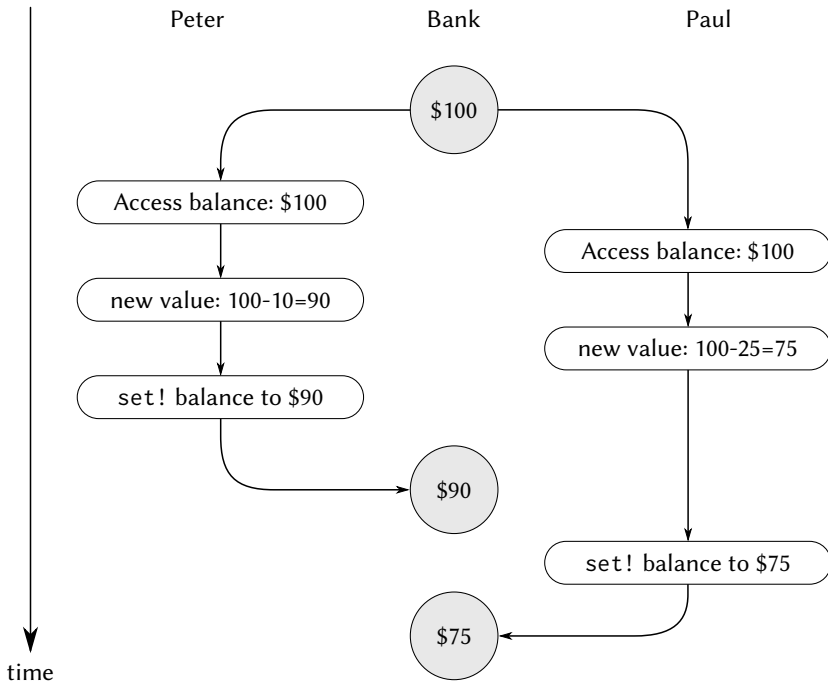 Peter Bank Paul
$100
Access balance: $100
Access balance: $100
new value: 100-10=90
new value: 100-25=75
set! balance to $90
$90
set! balance to $75
$75
time